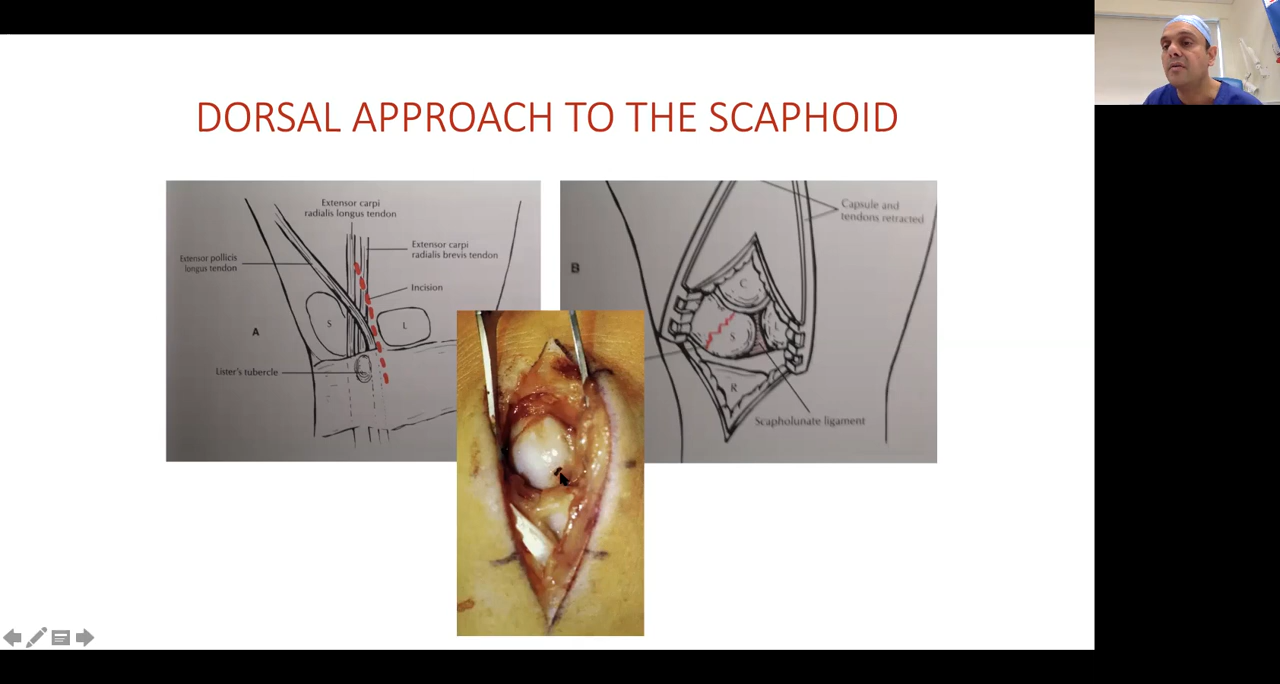 DORSAL APPROACH TO THE SCAPHOID
Extensor carpi
radialis longus tendon
Extensor pollicis
longus tendon
Extensor carpi
radialis brevis tendon
Incision
S
L
A
Lister's tubercle
Capsule and
tendons retracted
B
C
S
R
Scapholunate ligament